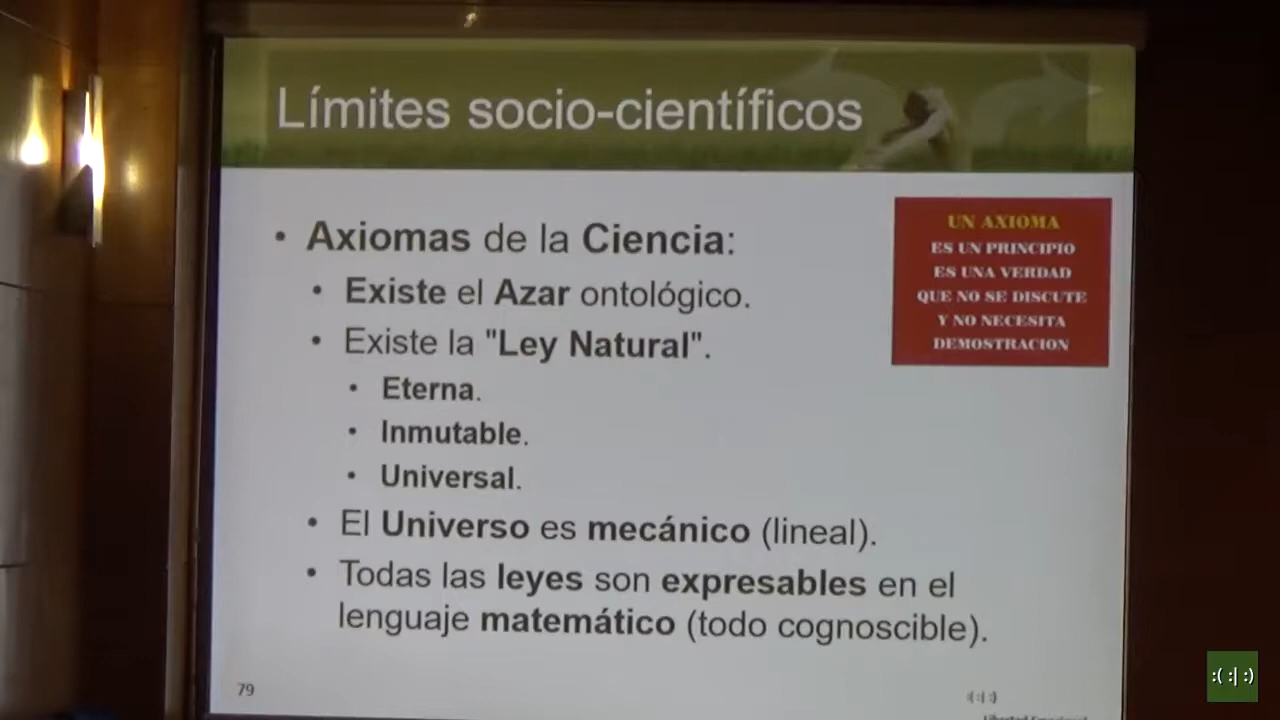 Límites socio-científicos
• Axiomas de la Ciencia:
• Existe el Azar ontológico.
• Existe la "Ley Natural".
• Eterna.
• Inmutable.
• Universal.
• El Universo es mecánico (lineal).
• Todas las leyes son expresables en el
lenguaje matemático (todo cognoscible).
UN AXIOMA
ES UN PRINCIPIO
ES UNA VERDAD
QUE NO SE DISCUTE
Y NO NECESITA
DEMOSTRACION
79
:( :| :)
Libertad Emocional
:( :| :)